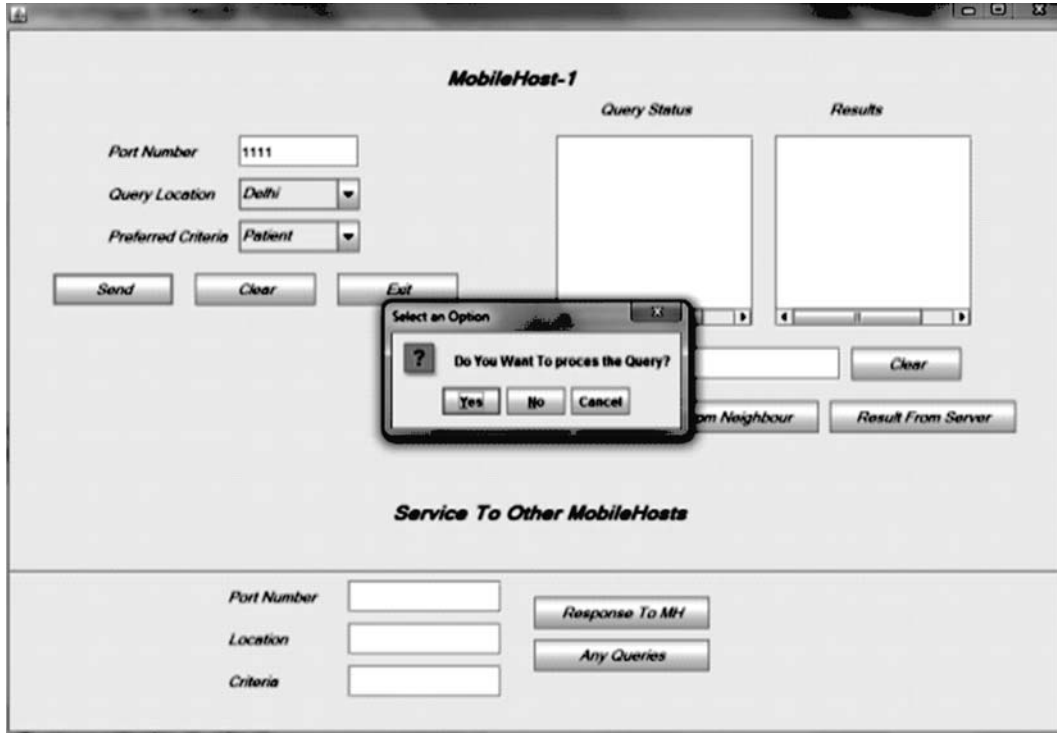 MobileHost-1
Query Status
Results
Port Number 1111
Query Location Delhi
Preferred Criteria Patient
Send Clear Exit
Select an Option
Do You Want To proces the Query?
Yes No Cancel
Clear
Neighbour
Result From Server
Service To Other MobileHosts
Port Number
Response To MH
Location
Any Queries
Criteria